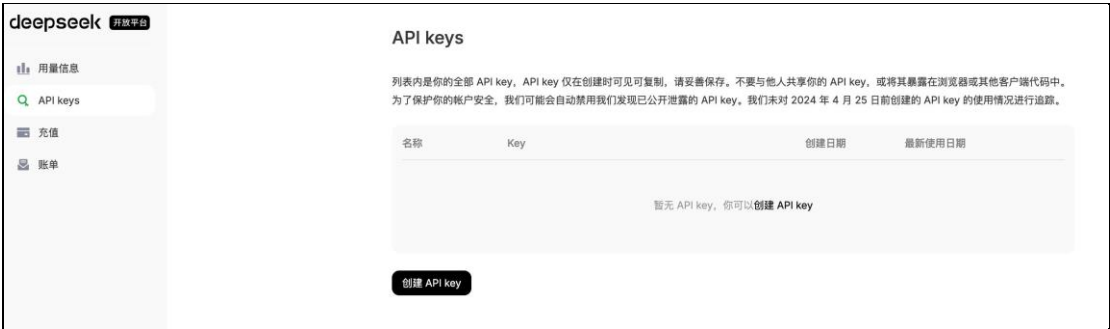 deepseek 开放平台
用量信息
API keys
充值
账单
API keys
列表内是你的全部 API key，API key 仅在创建时可见可复制，请妥善保存。不要与他人共享你的 API key，或将其暴露在浏览器或其他客户端代码中。
为了保护你的帐户安全，我们可能会自动禁用我们发现已公开泄露的 API key。我们未对 2024 年 4 月 25 日前创建的 API key 的使用情况进行追踪。
名称 Key 创建日期 最新使用日期
暂无 API key，你可以创建 API key
创建 API key